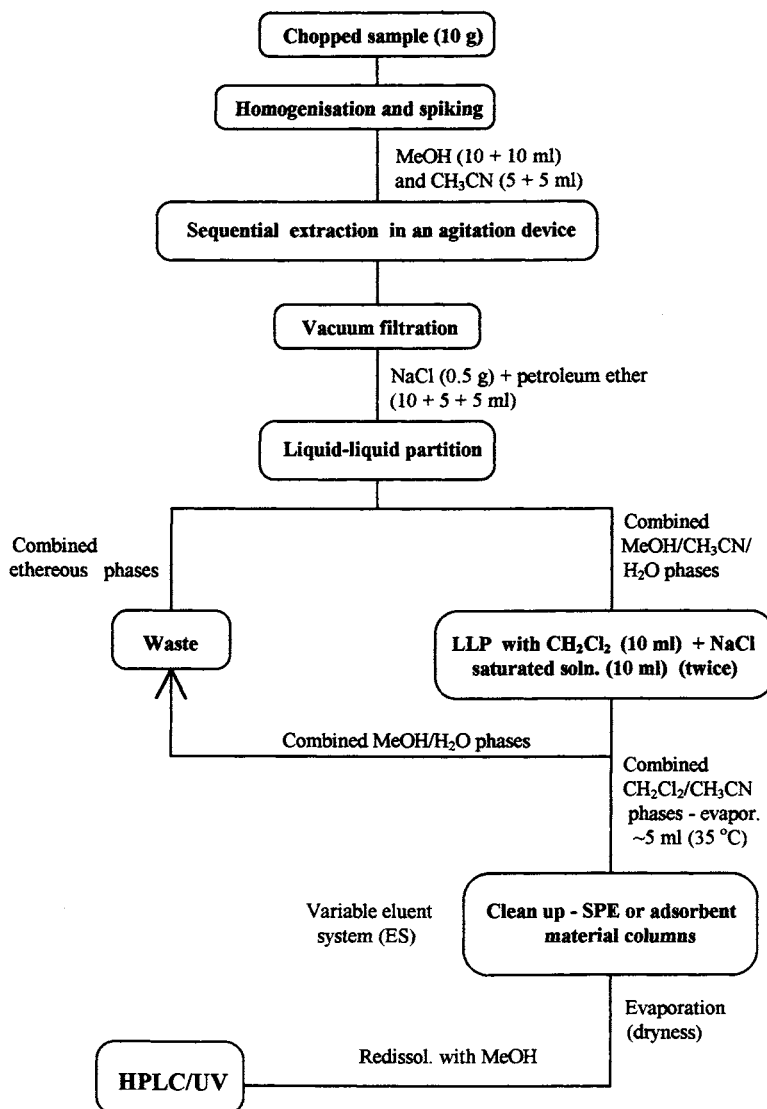 Chopped sample (10 g)
Homogenisation and spiking
MeOH (10 + 10 ml)
and CH₃CN (5 + 5 ml)
Sequential extraction in an agitation device
Vacuum filtration
NaCl (0.5 g) + petroleum ether
(10 + 5 + 5 ml)
Liquid-liquid partition
Combined
ethereous phases
Combined
MeOH/CH₃CN/
H₂O phases
Waste
LLP with CH₂Cl₂ (10 ml) + NaCl
saturated soln. (10 ml) (twice)
Combined MeOH/H₂O phases
Combined
CH₂Cl₂/CH₃CN
phases - evapor.
~5 ml (35 °C)
Variable eluent
system (ES)
Clean up - SPE or adsorbent
material columns
Evaporation
(dryness)
Redissol. with MeOH
HPLC/UV